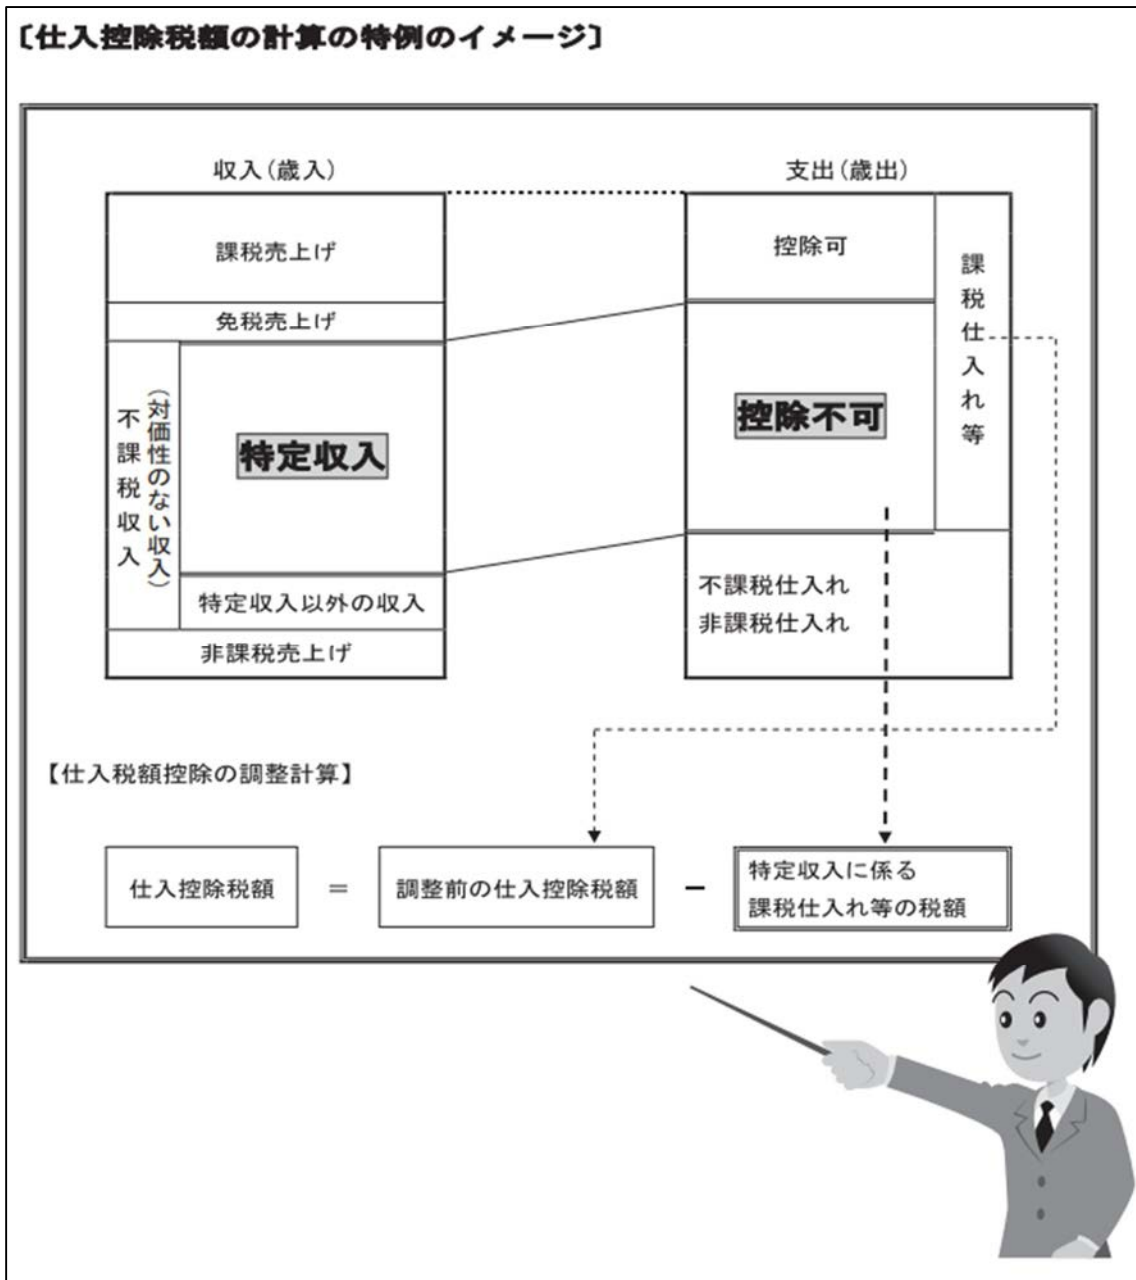 〔仕入控除税額の計算の特例のイメージ〕
収入(歳入)
支出(歳出)
課税売上げ
免税売上げ
不課税収入
(対価性のない収入)
特定収入
特定収入以外の収入
非課税売上げ
控除可
控除不可
課税仕入れ等
不課税仕入れ
非課税仕入れ
【仕入税額控除の調整計算】
仕入控除税額 = 調整前の仕入控除税額 − 特定収入に係る
課税仕入れ等の税額